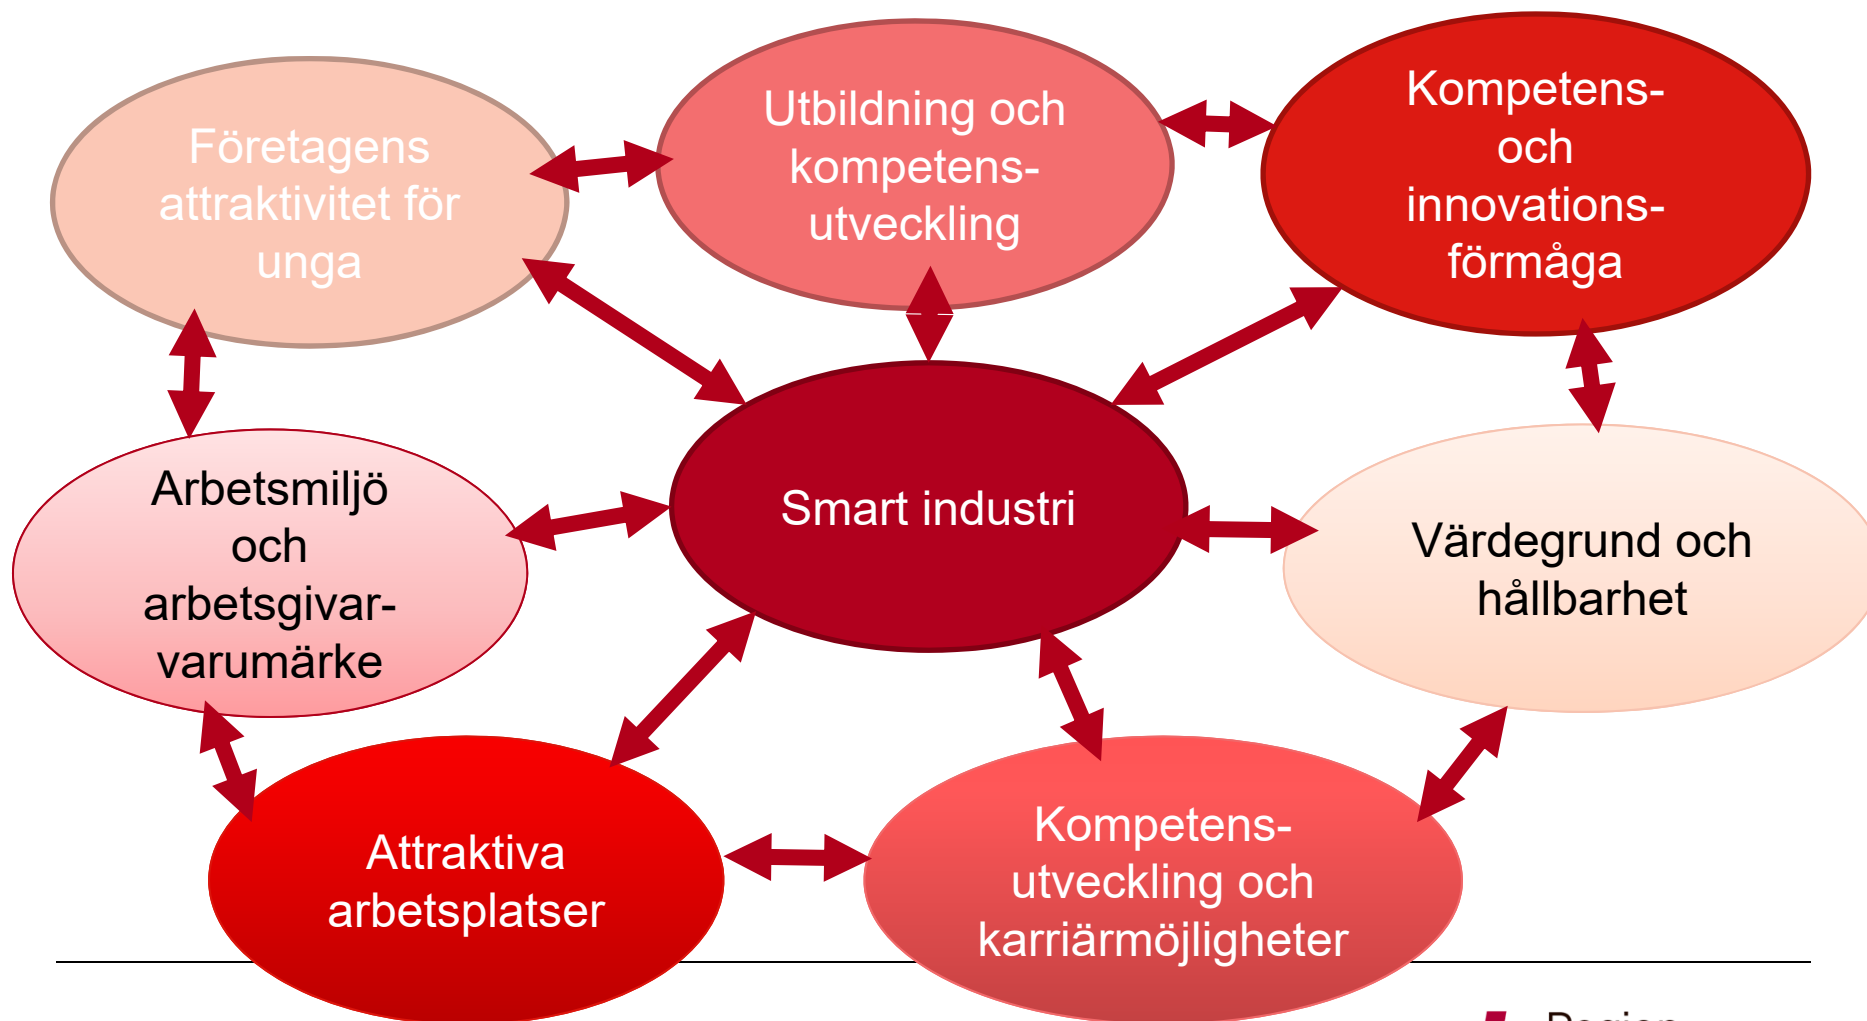 Företagens
attraktivitet för
unga
Utbildning och
kompetens-
utveckling
Kompetens-
och
innovations-
förmåga
Arbetsmiljö
och
arbetsgivar-
varumärke
Smart industri
Värdegrund och
hållbarhet
Attraktiva
arbetsplatser
Kompetens-
utveckling och
karriärmöjligheter
Region